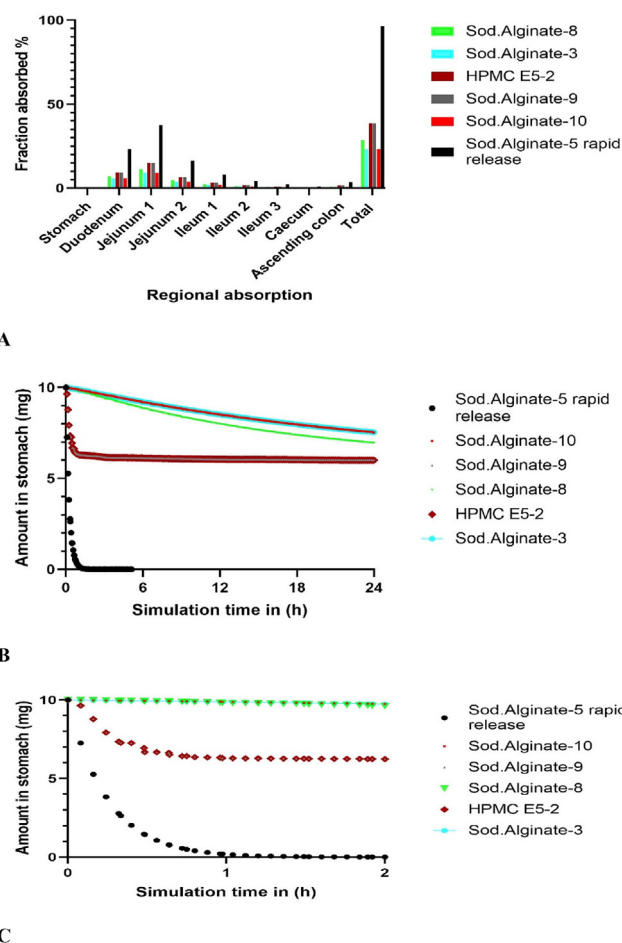 Fraction absorbed %
100
50
0
Stomach
Duodenum
Jejunum 1
Jejunum 2
Ileum 1
Ileum 2
Ileum 3
Caecum
Ascending colon
Total
Regional absorption
Sod.Alginate-8
Sod.Alginate-3
HPMC E5-2
Sod.Alginate-9
Sod.Alginate-10
Sod.Alginate-5 rapid
release
A
Amount in stomach (mg)
10
5
0
0
6
12
18
24
Simulation time in (h)
Sod.Alginate-5 rapid
release
Sod.Alginate-10
Sod.Alginate-9
Sod.Alginate-8
HPMC E5-2
Sod.Alginate-3
B
Amount in stomach (mg)
10
5
0
0
1
2
Simulation time in (h)
Sod.Alginate-5 rapid
release
Sod.Alginate-10
Sod.Alginate-9
Sod.Alginate-8
HPMC E5-2
Sod.Alginate-3
C